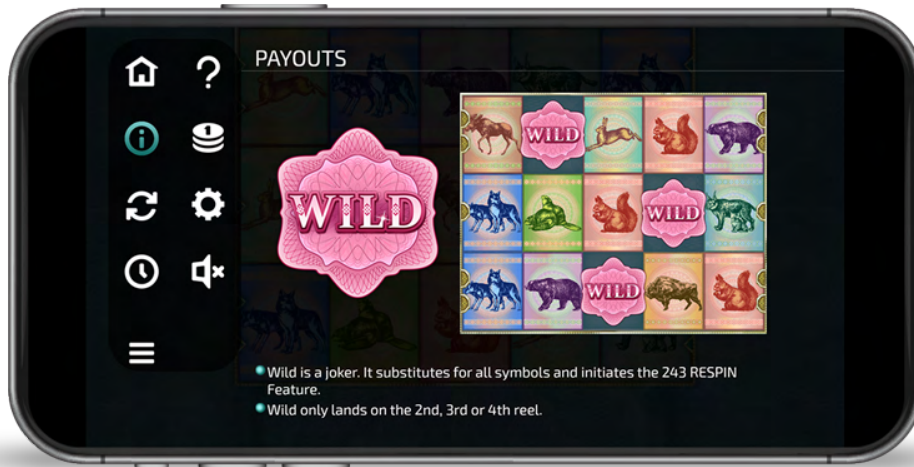 PAYOUTS
WILD
WILD
WILD
WILD
1
Wild is a joker. It substitutes for all symbols and initiates the 243 RESPIN
Feature.
Wild only lands on the 2nd, 3rd or 4th reel.